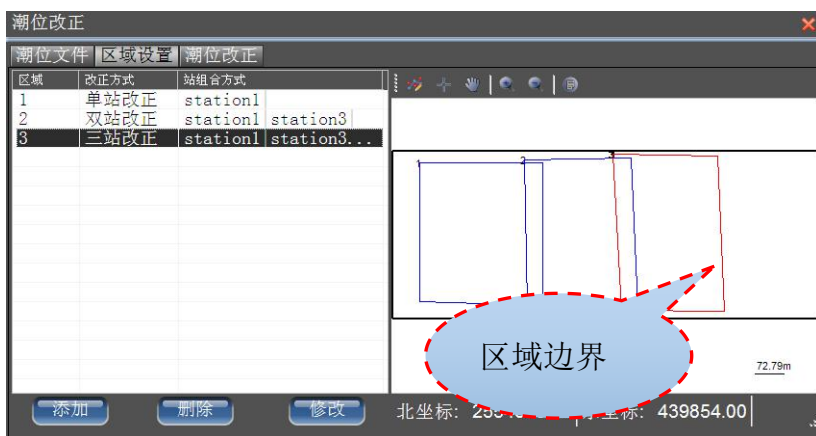 潮位改正
潮位文件 区域设置 潮位改正
区域 改正方式 站组合方式
1 单站改正 station1
2 双站改正 station1 station3
3 三站改正 station1 station3...
1 2 3
区域边界
72.79m
添加 删除 修改
北坐标: 坐标: 439854.00